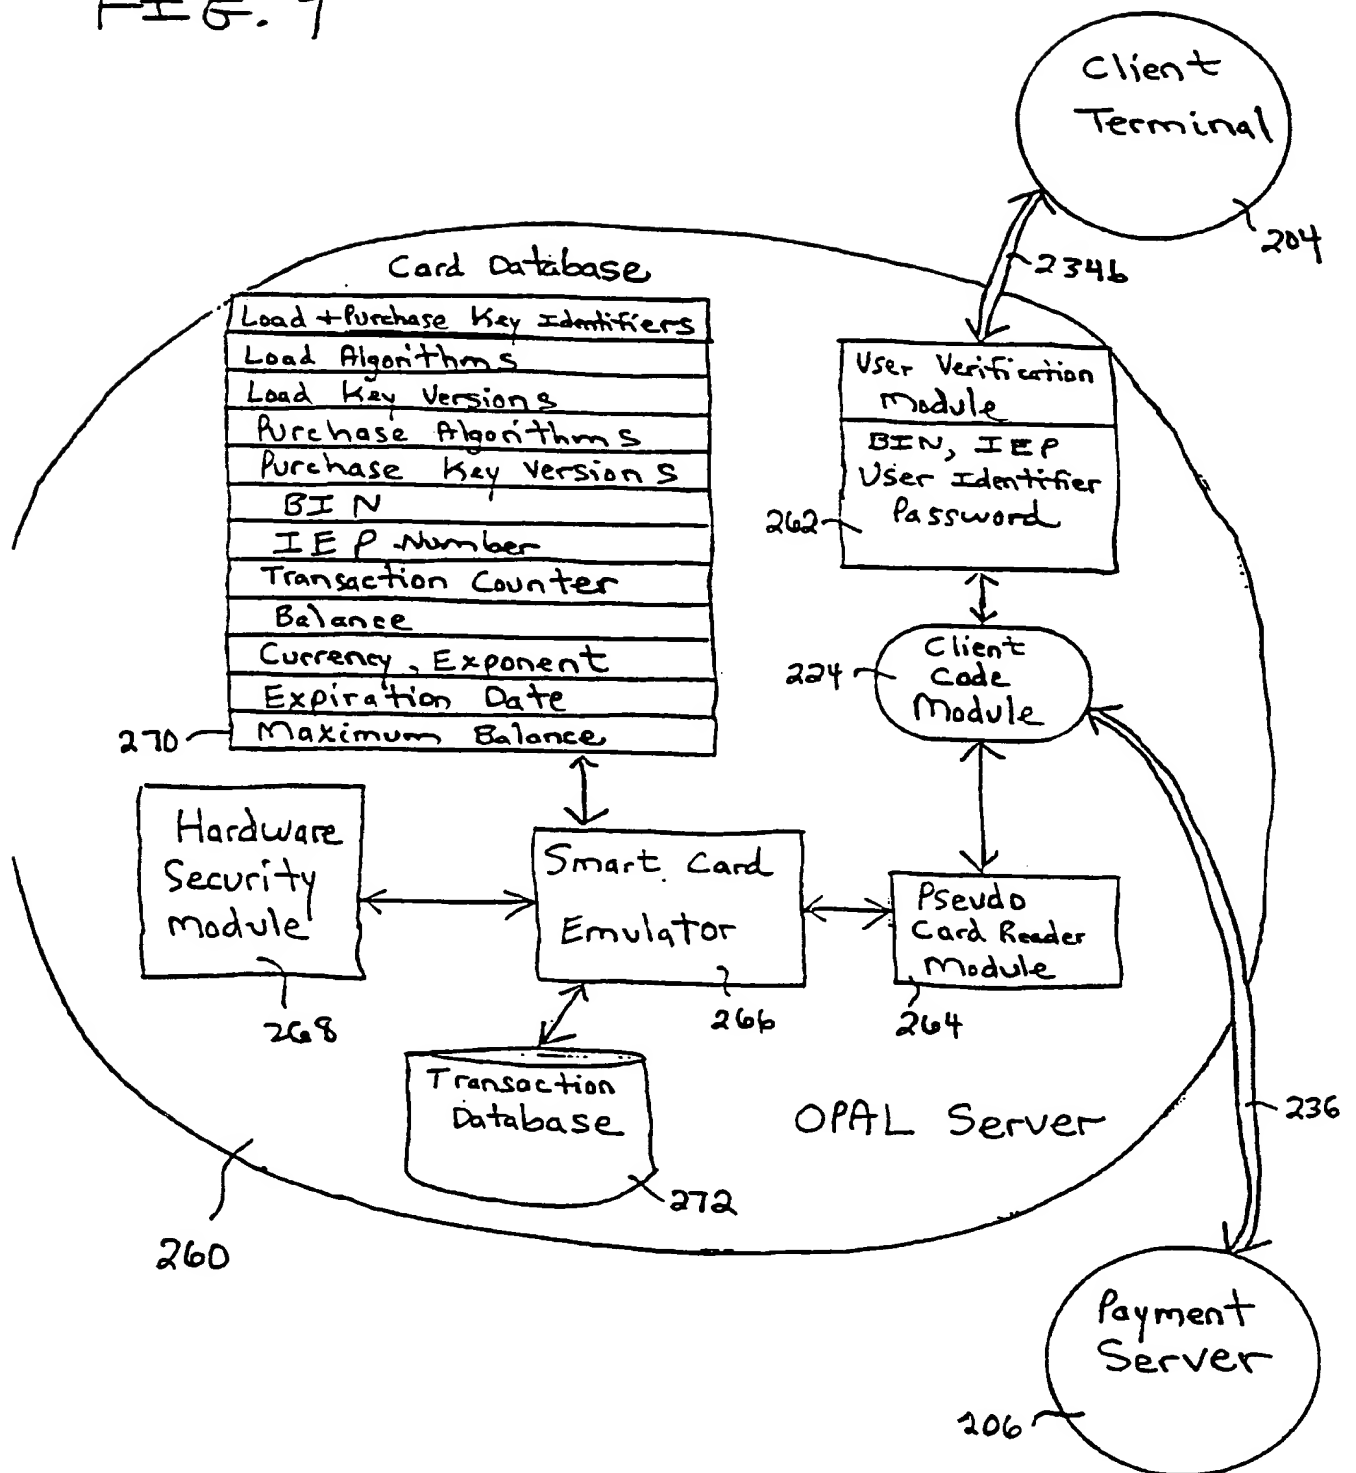 FIG. 7
Client
Terminal
204
234b
Card Database
Load + Purchase Key Identifiers
Load Algorithms
Load Key Versions
Purchase Algorithms
Purchase Key Versions
BIN
IEP Number
Transaction Counter
Balance
Currency, Exponent
Expiration Date
Maximum Balance
270
User Verification
Module
BIN, IEP
User Identifier
Password
262
Client
Code
Module
224
Hardware
Security
Module
268
Smart Card
Emulator
266
Pseudo
Card Reader
Module
264
Transaction
Database
272
OPAL Server
236
260
Payment
Server
206